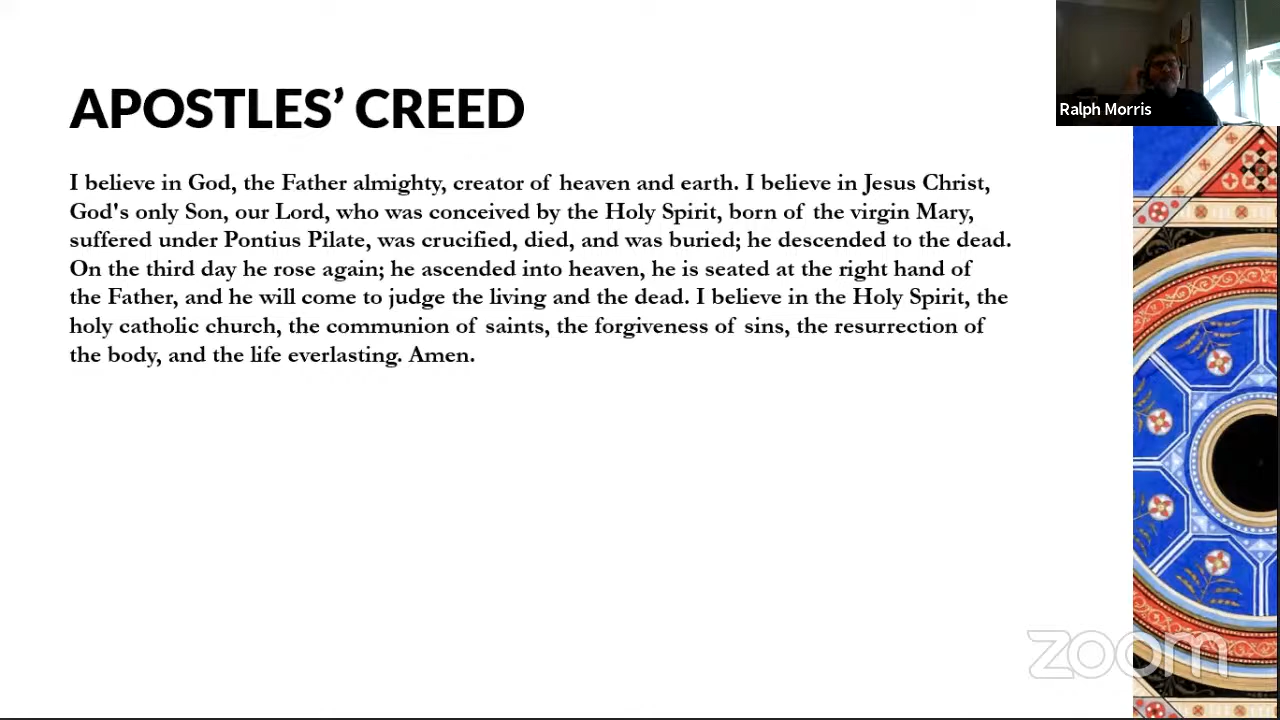 APOSTLES’ CREED
I believe in God, the Father almighty, creator of heaven and earth. I believe in Jesus Christ,
God's only Son, our Lord, who was conceived by the Holy Spirit, born of the virgin Mary,
suffered under Pontius Pilate, was crucified, died, and was buried; he descended to the dead.
On the third day he rose again; he ascended into heaven, he is seated at the right hand of
the Father, and he will come to judge the living and the dead. I believe in the Holy Spirit, the
holy catholic church, the communion of saints, the forgiveness of sins, the resurrection of
the body, and the life everlasting. Amen.
Ralph Morris
zoom